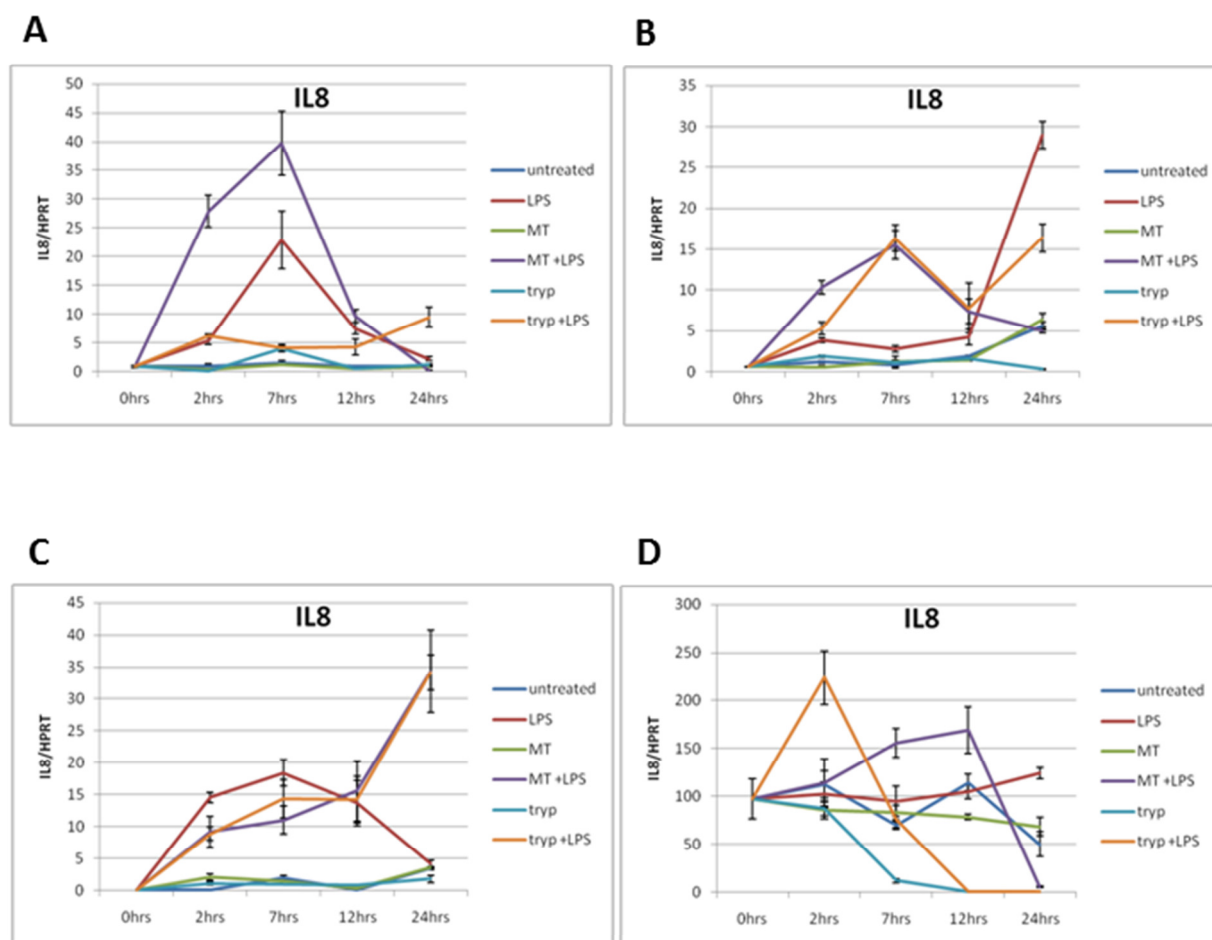 A
IL8
IL8/HPRT
50
45
40
35
30
25
20
15
10
5
0
0hrs 2hrs 7hrs 12hrs 24hrs
untreated
LPS
MT
MT +LPS
tryp
tryp +LPS
B
IL8
IL8/HPRT
35
30
25
20
15
10
5
0
0hrs 2hrs 7hrs 12hrs 24hrs
untreated
LPS
MT
MT +LPS
tryp
tryp +LPS
C
IL8
IL8/HPRT
45
40
35
30
25
20
15
10
5
0
0hrs 2hrs 7hrs 12hrs 24hrs
untreated
LPS
MT
MT +LPS
tryp
tryp +LPS
D
IL8
IL8/HPRT
300
250
200
150
100
50
0
0hrs 2hrs 7hrs 12hrs 24hrs
untreated
LPS
MT
MT +LPS
tryp
tryp +LPS